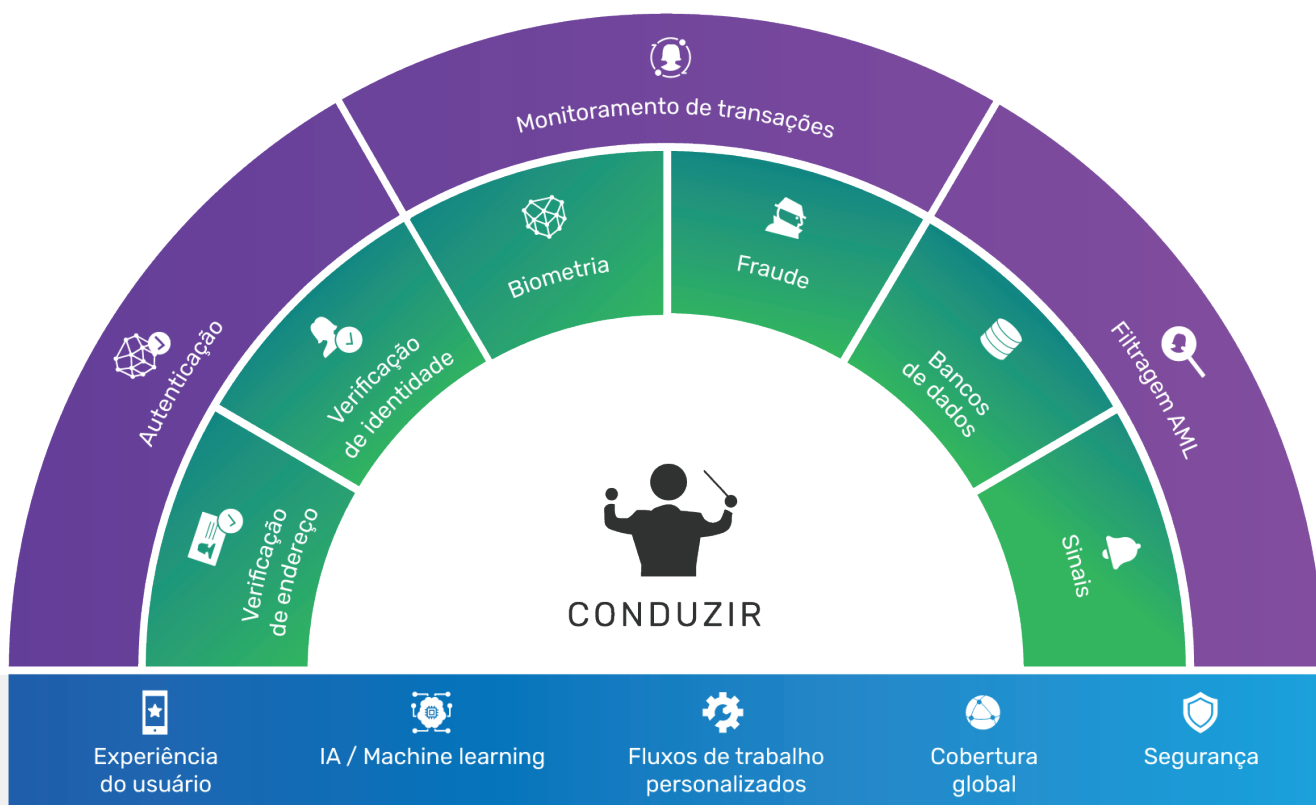 Monitoramento de transações
Autenticação
Filtragem AML
Verificação
de endereço
Verificação
de identidade
Biometria
Fraude
Bancos
de dados
Sinais
CONDUZIR
Experiência
do usuário
IA / Machine learning
Fluxos de trabalho
personalizados
Cobertura
global
Segurança